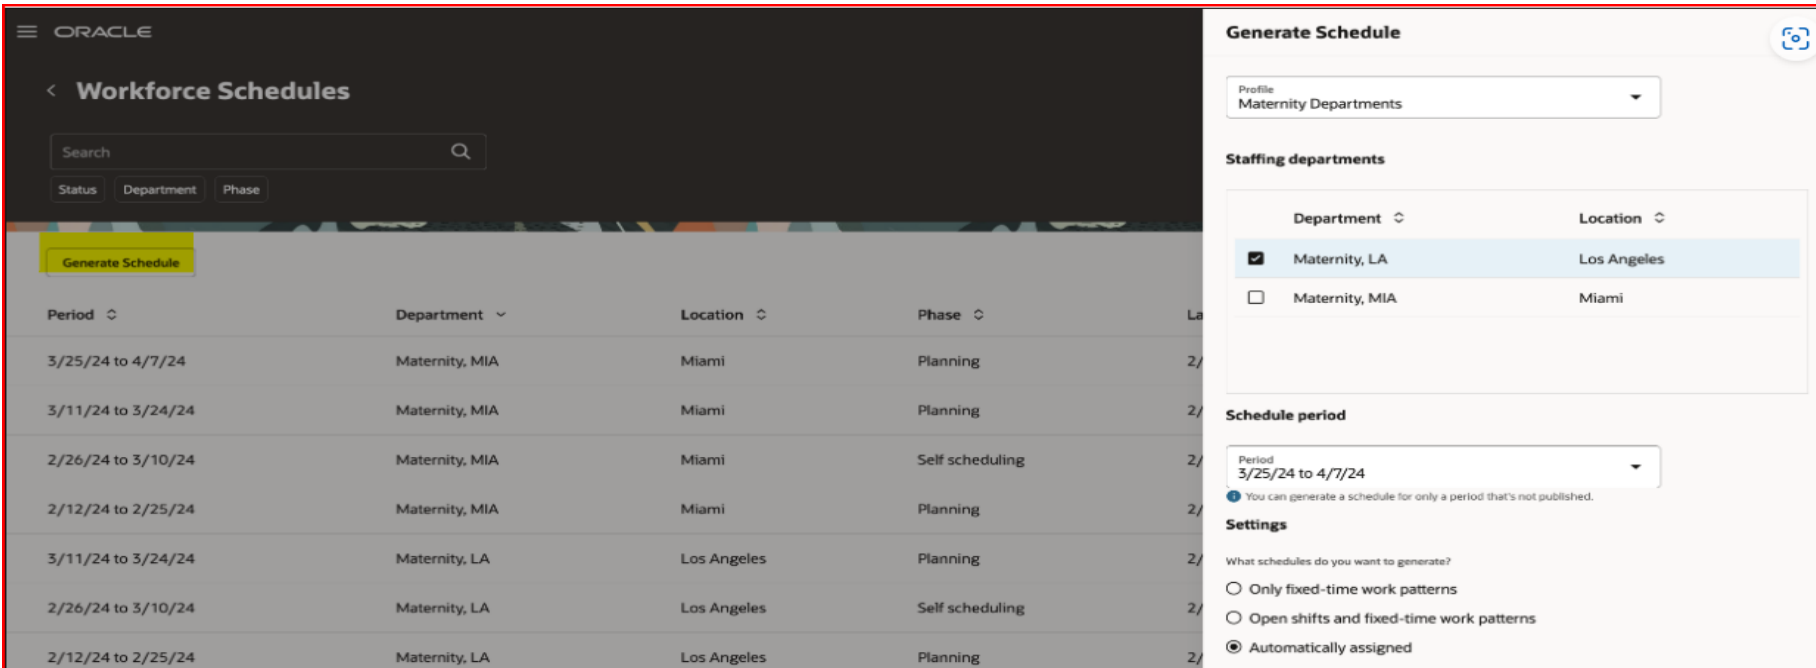 ORACLE
Workforce Schedules
Search
Status Department Phase
Generate Schedule
Period Department Location Phase La
3/25/24 to 4/7/24 Maternity, MIA Miami Planning 2/
3/11/24 to 3/24/24 Maternity, MIA Miami Planning 2/
2/26/24 to 3/10/24 Maternity, MIA Miami Self scheduling 2/
2/12/24 to 2/25/24 Maternity, MIA Miami Planning 2/
3/11/24 to 3/24/24 Maternity, LA Los Angeles Planning 2/
2/26/24 to 3/10/24 Maternity, LA Los Angeles Self scheduling 2/
2/12/24 to 2/25/24 Maternity, LA Los Angeles Planning 2/
Generate Schedule
Profile
Maternity Departments
Staffing departments
Department Location
Maternity, LA Los Angeles
Maternity, MIA Miami
Schedule period
Period
3/25/24 to 4/7/24
You can generate a schedule for only a period that's not published.
Settings
What schedules do you want to generate?
Only fixed-time work patterns
Open shifts and fixed-time work patterns
Automatically assigned